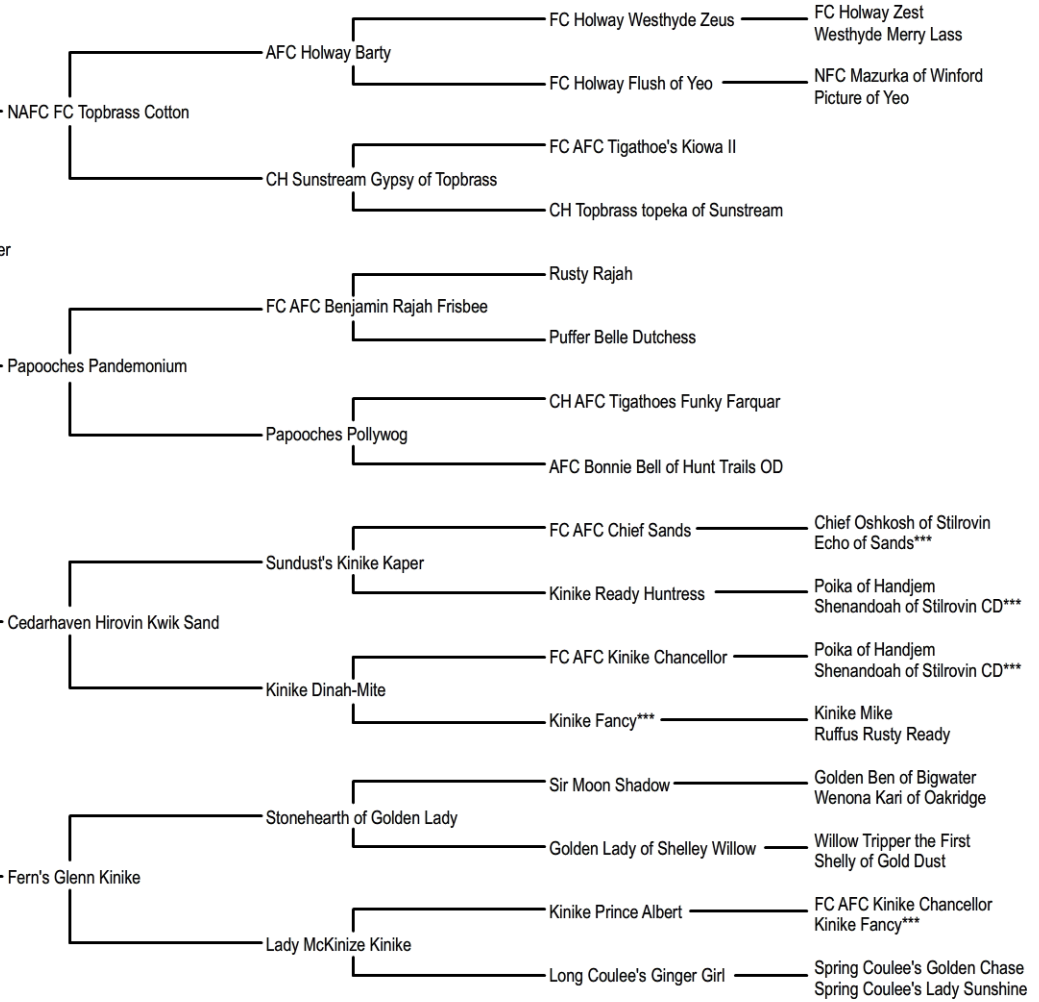 FC Holway Westhyde Zeus
FC Holway Zest
Westhyde Merry Lass
AFC Holway Barty
FC Holway Flush of Yeo
NFC Mazurka of Winford
Picture of Yeo
NAFC FC Topbrass Cotton
FC AFC Tigathoe's Kiowa II
CH Sunstream Gypsy of Topbrass
CH Topbrass topeka of Sunstream
er
Rusty Rajah
FC AFC Benjamin Rajah Frisbee
Puffer Belle Dutchess
Papooches Pandemonium
CH AFC Tigathoes Funky Farquar
Papooches Pollywog
AFC Bonnie Bell of Hunt Trails OD
FC AFC Chief Sands
Chief Oshkosh of Stilrovin
Echo of Sands***
Sundust's Kinike Kaper
Kinike Ready Huntress
Poika of Handjem
Shenandoah of Stilrovin CD***
Cedarhaven Hirovin Kwik Sand
FC AFC Kinike Chancellor
Poika of Handjem
Shenandoah of Stilrovin CD***
Kinike Dinah-Mite
Kinike Fancy***
Kinike Mike
Ruffus Rusty Ready
Sir Moon Shadow
Golden Ben of Bigwater
Wenona Kari of Oakridge
Stonehearth of Golden Lady
Golden Lady of Shelley Willow
Willow Tripper the First
Shelly of Gold Dust
Fern's Glenn Kinike
Kinike Prince Albert
FC AFC Kinike Chancellor
Kinike Fancy***
Lady McKinize Kinike
Long Coulee's Ginger Girl
Spring Coulee's Golden Chase
Spring Coulee's Lady Sunshine